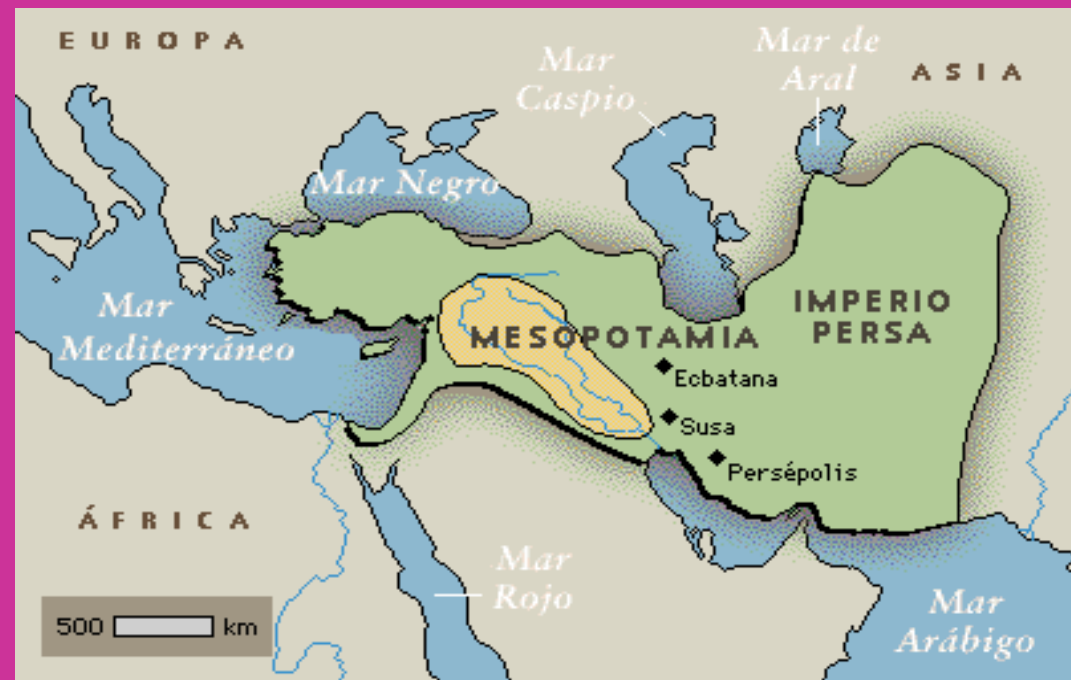 EUROPA
Mar
Caspio
Mar de
Aral
ASIA
Mar Negro
Mar
Mediterráneo
MESOPOTAMIA
IMPERIO
PERSA
Ecbatana
Susa
Persépolis
ÁFRICA
Mar
Rojo
Mar
Arábigo
500 km